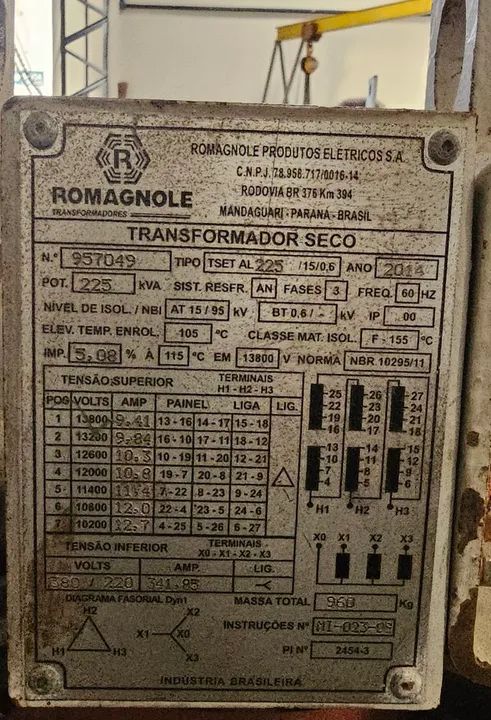 R
ROMAGNOLE
TRANSFORMADORES
ROMAGNOLE PRODUTOS ELÉTRICOS S.A.
C.N.P.J. 78.958.717/0016-14
RODOVIA BR 376 Km 394
MANDAGUARI - PARANA - BRASIL
TRANSFORMADOR SECO
N.º 957049 TIPO TSET AL 225 /15/0,6 ANO 2014
POT. 225 kVA SIST. RESFR. AN FASES 3 FREQ. 60 HZ
NÍVEL DE ISOL. / NBI AT 15 / 95 kV BT 0,6 / - kV IP 00
ELEV. TEMP. ENROL. 105 ºC CLASSE MAT. ISOL. F - 155 ºC
IMP. 5,08 % À 115 ºC EM 13800 V NORMA NBR 10295/11
TENSÃO SUPERIOR TERMINAIS H1 - H2 - H3
POS VOLTS AMP PAINEL LIGA LIG.
1 13800 9,41 13-16 14-17 15-18
2 13200 9,84 16-10 17-11 18-12
3 12600 10,3 10-19 11-20 12-21
4 12000 10,8 19-7 20-8 21-9
5 11400 11,4 7-22 8-23 9-24
6 10800 12,0 22-4 23-5 24-6
7 10200 12,7 4-25 5-26 6-27
25 26 27
22 23 24
19 20 21
16 17 18
13 14 15
10 11 12
7 8 9
4 5 6
H1 H2 H3
TENSÃO INFERIOR TERMINAIS X0 - X1 - X2 - X3
VOLTS AMP. LIG.
380 / 220 341,85
X0 X1 X2 X3
DIAGRAMA FASORIAL Dyn1
H2
H1 H3
X2
X1 X0
X3
MASSA TOTAL 960 Kg
INSTRUÇÕES Nº MI-023-09
PI Nº 2454-3
INDÚSTRIA BRASILEIRA